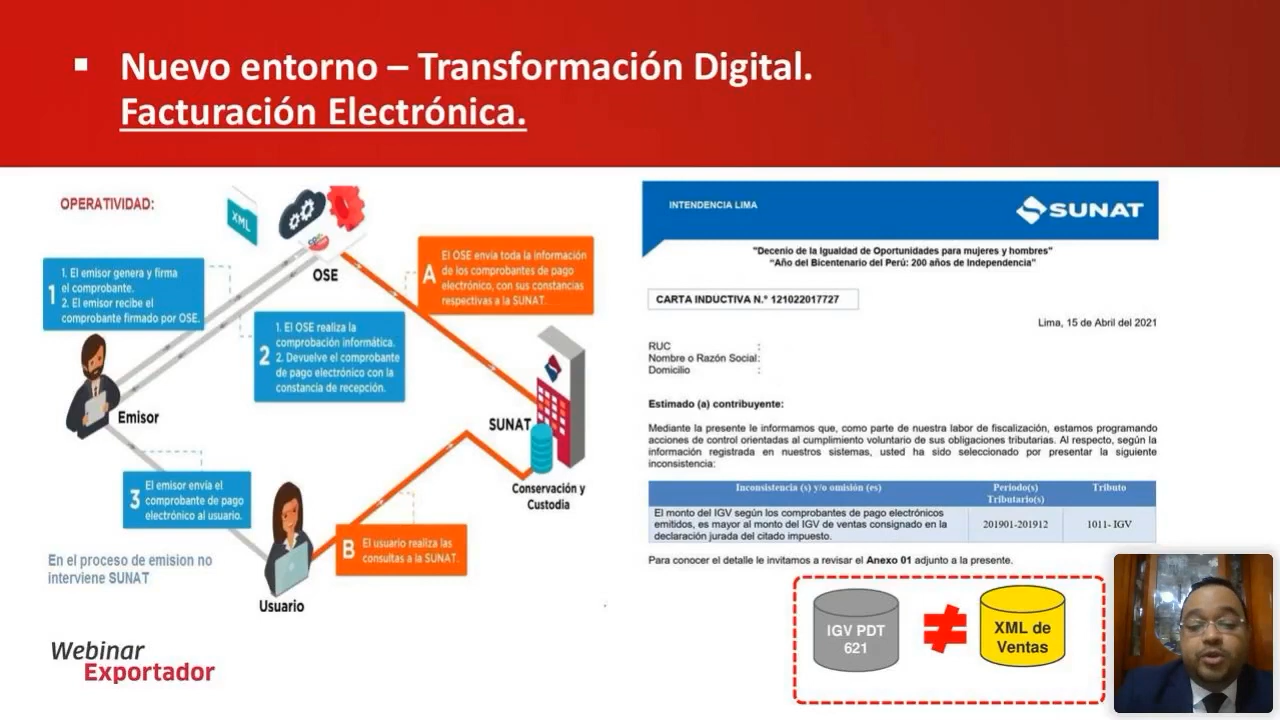 ▪ Nuevo entorno – Transformación Digital.
Facturación Electrónica.
OPERATIVIDAD:
XML
OSE
1
1. El emisor genera y firma
el comprobante.
2. El emisor recibe el
comprobante firmado por OSE.
2
1. El OSE realiza la
comprobación informática.
2. Devuelve el comprobante
de pago electrónico con la
constancia de recepción.
A
El OSE envía toda la información
de los comprobantes de pago
electrónico, con sus constancias
respectivas a la SUNAT.
Emisor
SUNAT
Conservación y
Custodia
3
El emisor envía el
comprobante de pago
electrónico al usuario.
B
El usuario realiza las
consultas a la SUNAT.
En el proceso de emision no
interviene SUNAT
Usuario
Webinar
Exportador
INTENDENCIA LIMA
SUNAT
"Decenio de la Igualdad de Oportunidades para mujeres y hombres"
"Año del Bicentenario del Perú: 200 años de Independencia"
CARTA INDUCTIVA N.° 121022017727
Lima, 15 de Abril del 2021
RUC :
Nombre o Razón Social:
Domicilio :
Estimado (a) contribuyente:
Mediante la presente le informamos que, como parte de nuestra labor de fiscalización, estamos programando
acciones de control orientadas al cumplimiento voluntario de sus obligaciones tributarias. Al respecto, según la
información registrada en nuestros sistemas, usted ha sido seleccionado por presentar la siguiente
inconsistencia:
Inconsistencia (s) y/o omisión (es) Periodo(s) Tributo
Tributario(s)
El monto del IGV según los comprobantes de pago electrónicos
emitidos, es mayor al monto del IGV de ventas consignado en la 201901-201912 1011- IGV
declaración jurada del citado impuesto.
Para conocer el detalle le invitamos a revisar el Anexo 01 adjunto a la presente.
IGV PDT
621
≠
XML de
Ventas